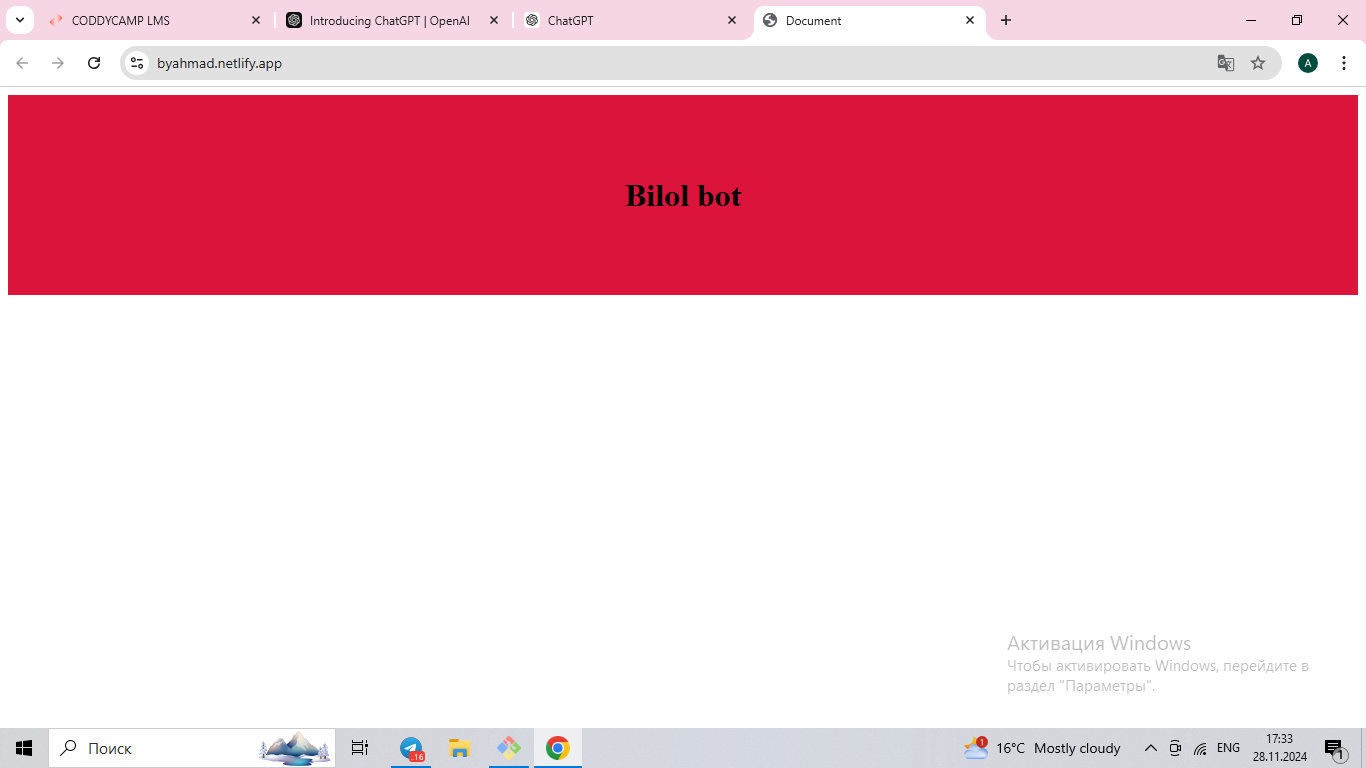 CODDYCAMP LMS
Introducing ChatGPT | OpenAI
ChatGPT
Document
byahmad.netlify.app
A
Bilol bot
Активация Windows
Чтобы активировать Windows, перейдите в
раздел "Параметры".
Поиск
..16
1
16°C Mostly cloudy
ENG
17:33
28.11.2024
1